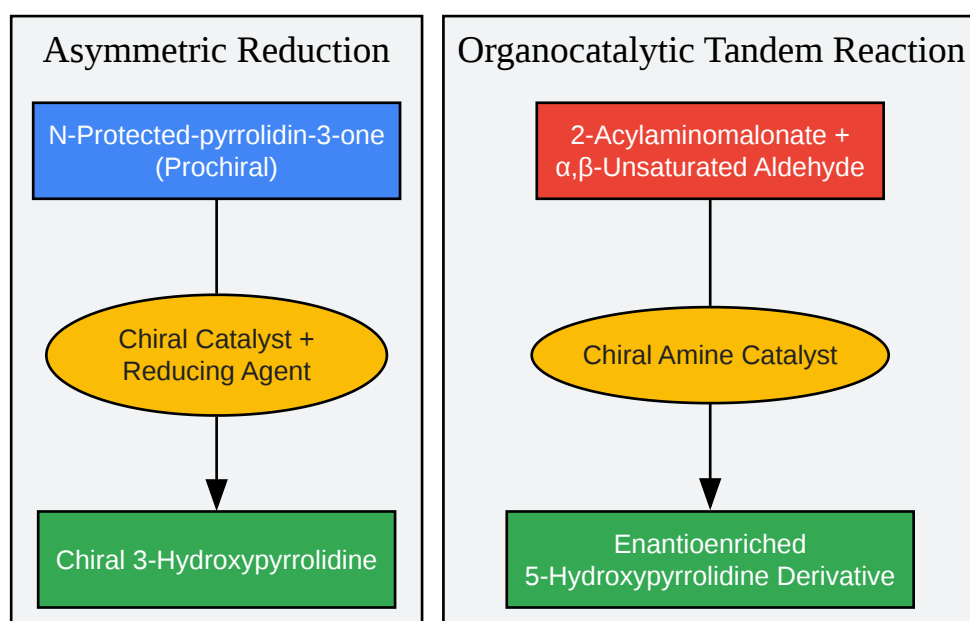 Asymmetric Reduction
N-Protected-pyrrolidin-3-one
(Prochiral)
Chiral Catalyst +
Reducing Agent
Chiral 3-Hydroxypyrrolidine
Organocatalytic Tandem Reaction
2-Acylaminomalonate +
α,β-Unsaturated Aldehyde
Chiral Amine Catalyst
Enantioenriched
5-Hydroxypyrrolidine Derivative